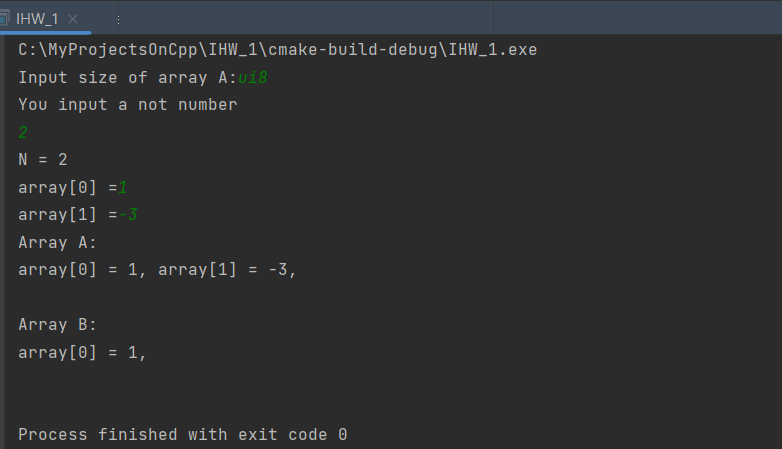 IHW_1
C:\MyProjectsOnCpp\IHW_1\cmake-build-debug\IHW_1.exe
Input size of array A:ui8
You input a not number
2
N = 2
array[0] =1
array[1] =-3
Array A:
array[0] = 1, array[1] = -3,
Array B:
array[0] = 1,
Process finished with exit code 0